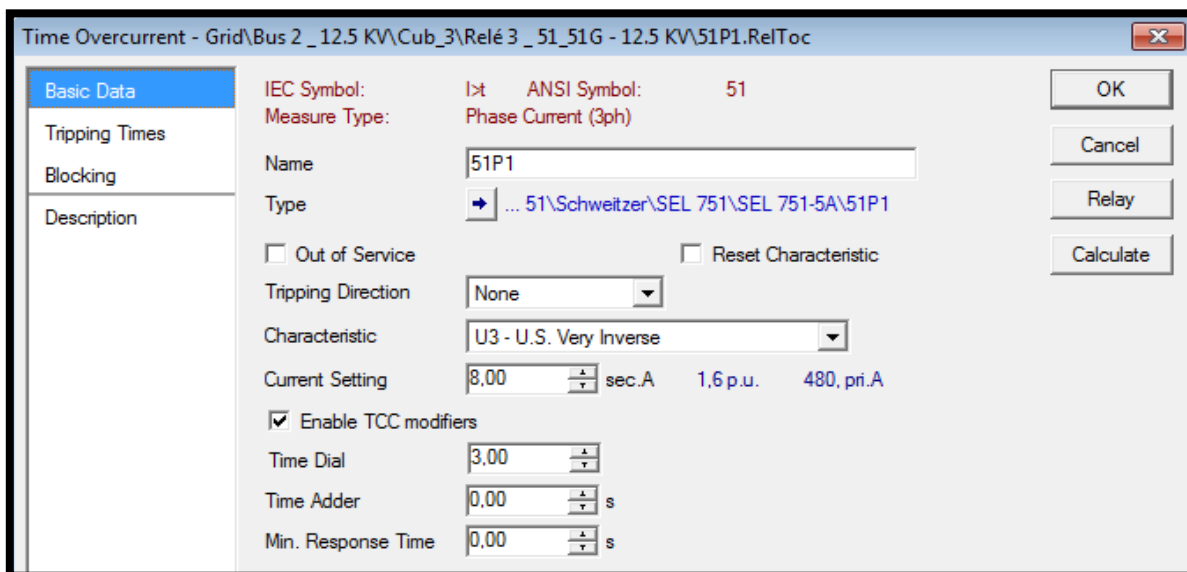 Time Overcurrent - Grid\Bus 2 _ 12.5 KV\Cub_3\Relé 3 _ 51_51G - 12.5 KV\51P1.RelToc
Basic Data
Tripping Times
Blocking
Description
IEC Symbol: I>t ANSI Symbol: 51
Measure Type: Phase Current (3ph)
Name 51P1
Type ... 51\Schweitzer\SEL 751\SEL 751-5A\51P1
Out of Service Reset Characteristic
Tripping Direction None
Characteristic U3 - U.S. Very Inverse
Current Setting 8,00 sec.A 1,6 p.u. 480, pri.A
Enable TCC modifiers
Time Dial 3,00
Time Adder 0,00 s
Min. Response Time 0,00 s
OK
Cancel
Relay
Calculate